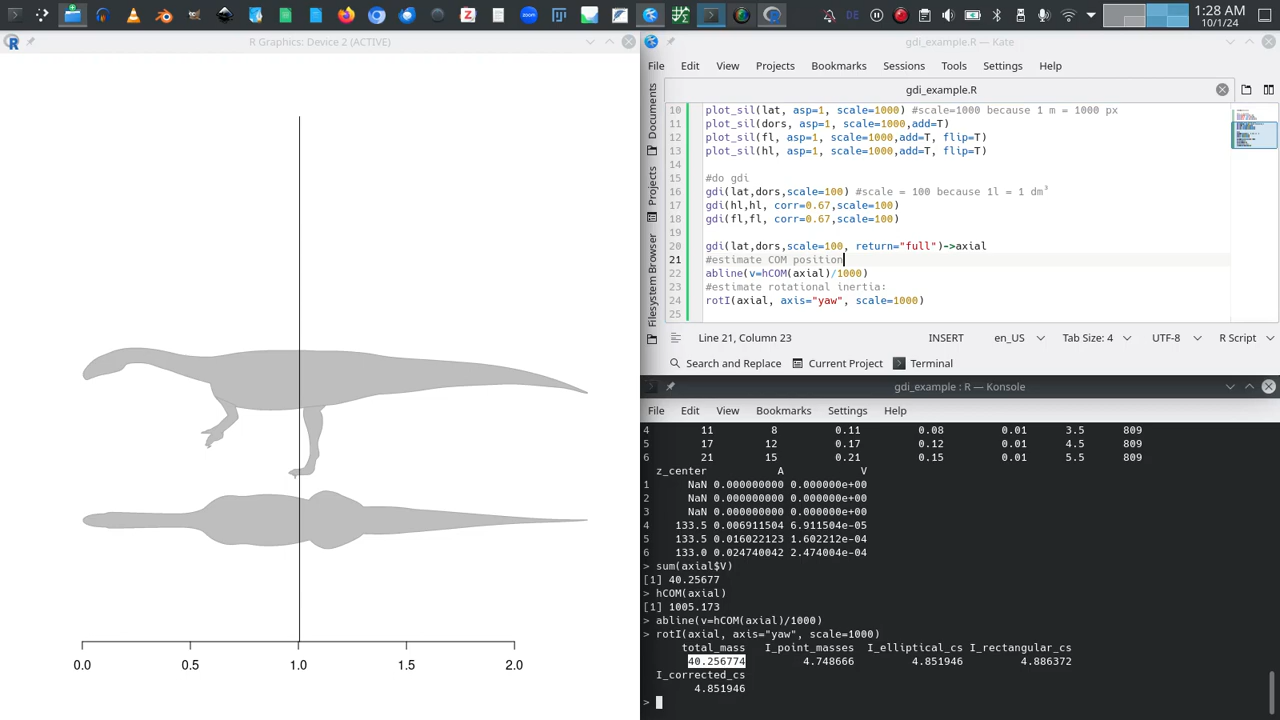 DE
1:28 AM
10/1/24
zoom
R Graphics: Device 2 (ACTIVE)
0.0 0.5 1.0 1.5 2.0
gdi_example.R — Kate
File Edit View Projects Bookmarks Sessions Tools Settings Help
gdi_example.R
Documents
Projects
Filesystem Browser
10 plot_sil(lat, asp=1, scale=1000) #scale=1000 because 1 m = 1000 px
11 plot_sil(dors, asp=1, scale=1000,add=T)
12 plot_sil(fl, asp=1, scale=1000,add=T, flip=T)
13 plot_sil(hl, asp=1, scale=1000,add=T, flip=T)
14
15 #do gdi
16 gdi(lat,dors,scale=100) #scale = 100 because 1l = 1 dm³
17 gdi(hl,hl, corr=0.67,scale=100)
18 gdi(fl,fl, corr=0.67,scale=100)
19
20 gdi(lat,dors,scale=100, return="full")->axial
21 #estimate COM position
22 abline(v=hCOM(axial)/1000)
23 #estimate rotational inertia:
24 rotI(axial, axis="yaw", scale=1000)
25
Line 21, Column 23 INSERT en_US Tab Size: 4 UTF-8 R Script
Search and Replace Current Project Terminal
gdi_example : R — Konsole
File Edit View Bookmarks Settings Help
4 11 8 0.11 0.08 0.01 3.5 809
5 17 12 0.17 0.12 0.01 4.5 809
6 21 15 0.21 0.15 0.01 5.5 809
z_center A V
1 NaN 0.000000000 0.000000e+00
2 NaN 0.000000000 0.000000e+00
3 NaN 0.000000000 0.000000e+00
4 133.5 0.006911504 6.911504e-05
5 133.5 0.016022123 1.602212e-04
6 133.0 0.024740042 2.474004e-04
> sum(axial$V)
[1] 40.25677
> hCOM(axial)
[1] 1005.173
> abline(v=hCOM(axial)/1000)
> rotI(axial, axis="yaw", scale=1000)
total_mass I_point_masses I_elliptical_cs I_rectangular_cs
40.256774 4.748666 4.851946 4.886372
I_corrected_cs
4.851946
>